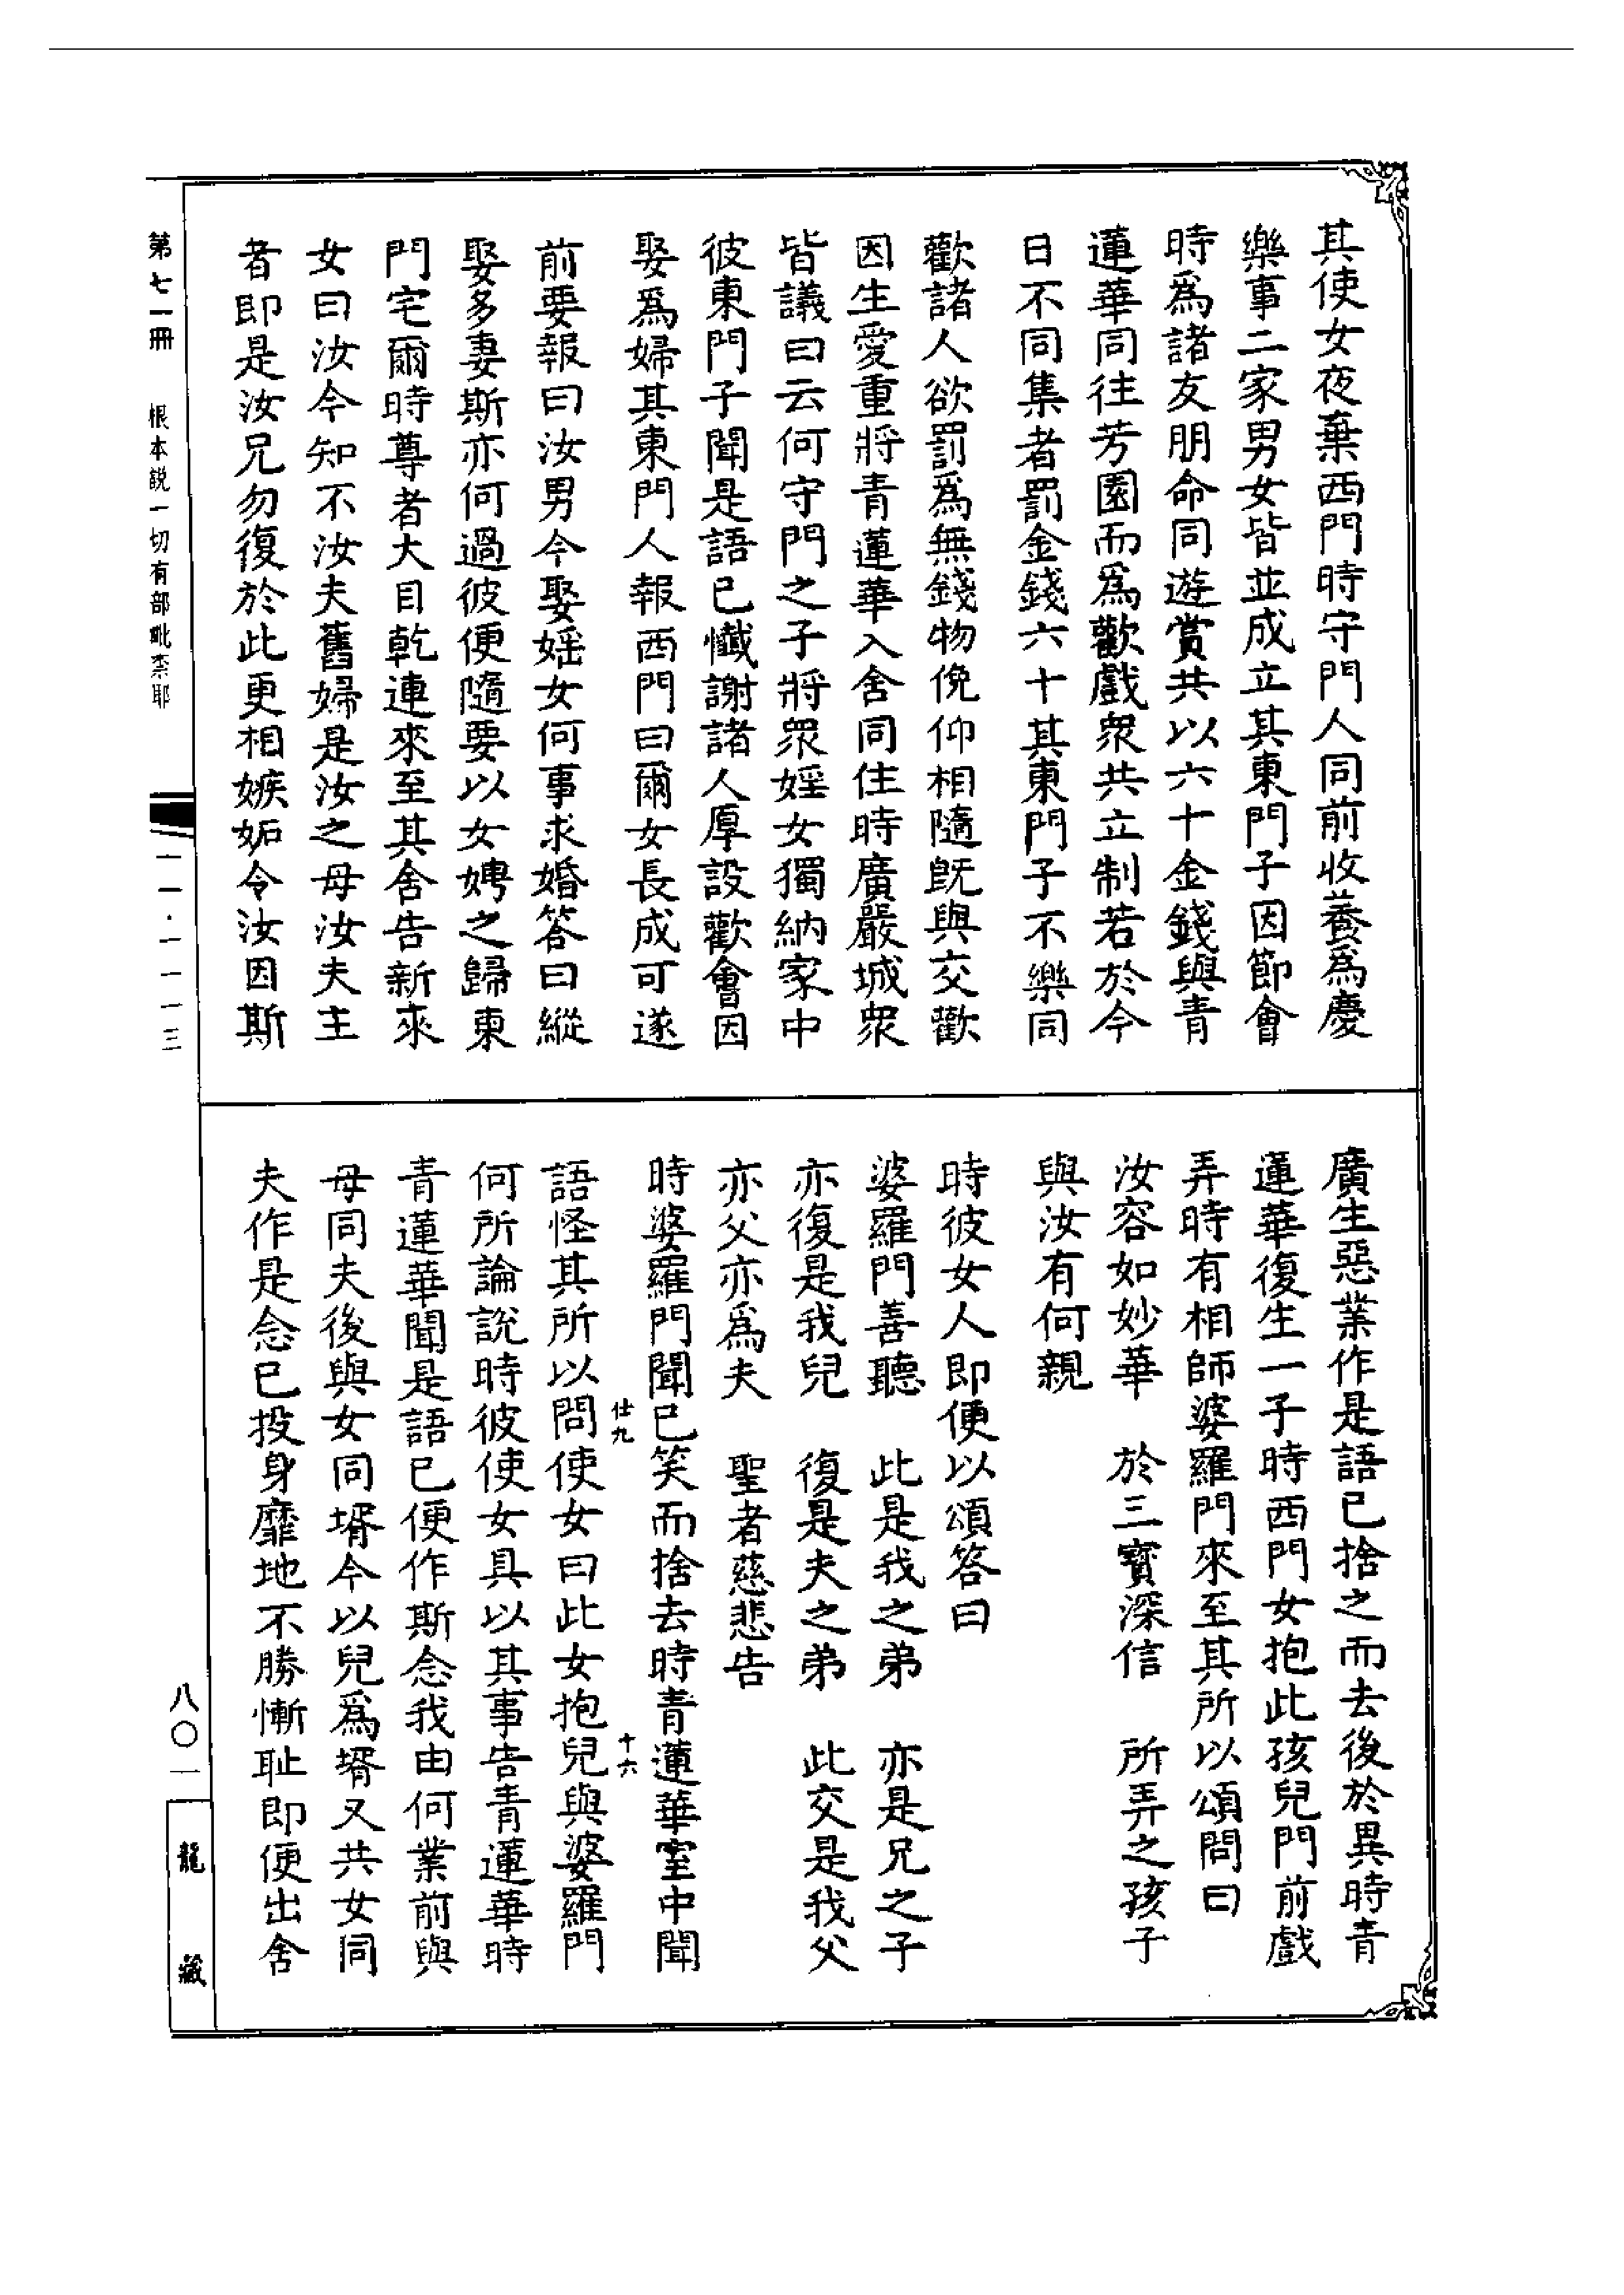 其使女夜棄西門時守門人同前收養爲慶
樂事二家男女皆並成立其東門子因節會
時爲諸友朋命同遊賞共以六十金錢與青
蓮華同往芳園而爲歡戲衆共立制若於今
日不同集者罰金錢六十其東門子不樂同
歡諸人欲罰爲無錢物俛仰相隨旣與交歡
因生愛重將青蓮華入舍同住時廣嚴城衆
皆議曰云何守門之子將衆婬女獨納家中
彼東門子聞是語已懺謝諸人厚設歡會因
娶爲婦其東門人報西門曰爾女長成可遂
前要報曰汝男今娶婬女何事求婚答曰縱
娶多妻斯亦何過彼便隨要以女娉之歸東
門宅爾時尊者大目乾連來至其舍告新來
女曰汝今知不汝夫舊婦是汝之母汝夫主
者即是汝兄勿復於此更相嫉妬令汝因斯
廣生惡業作是語已捨之而去後於異時青
蓮華復生一子時西門女抱此孩兒門前戲
弄時有相師婆羅門來至其所以頌問曰
汝容如妙華　於三寳深信　所弄之孩子
與汝有何親
時彼女人即便以頌答曰
婆羅門善聽　此是我之弟　亦是兄之子
亦復是我兒　復是夫之弟　此交是我父
亦父亦爲夫　聖者慈悲告
時婆羅門聞已笑而捨去時青蓮華室中聞
仕九　十六
語怪其所以問使女曰此女抱兒與婆羅門
何所論說時彼使女具以其事告青蓮華時
青蓮華聞是語已便作斯念我由何業前與
母同夫後與女同壻今以兒爲壻又共女同
夫作是念已投身靡地不勝慚耻即便出舍
第七一冊　根本説一切有部毗柰耶　一一·一一一三
八〇一　龍藏